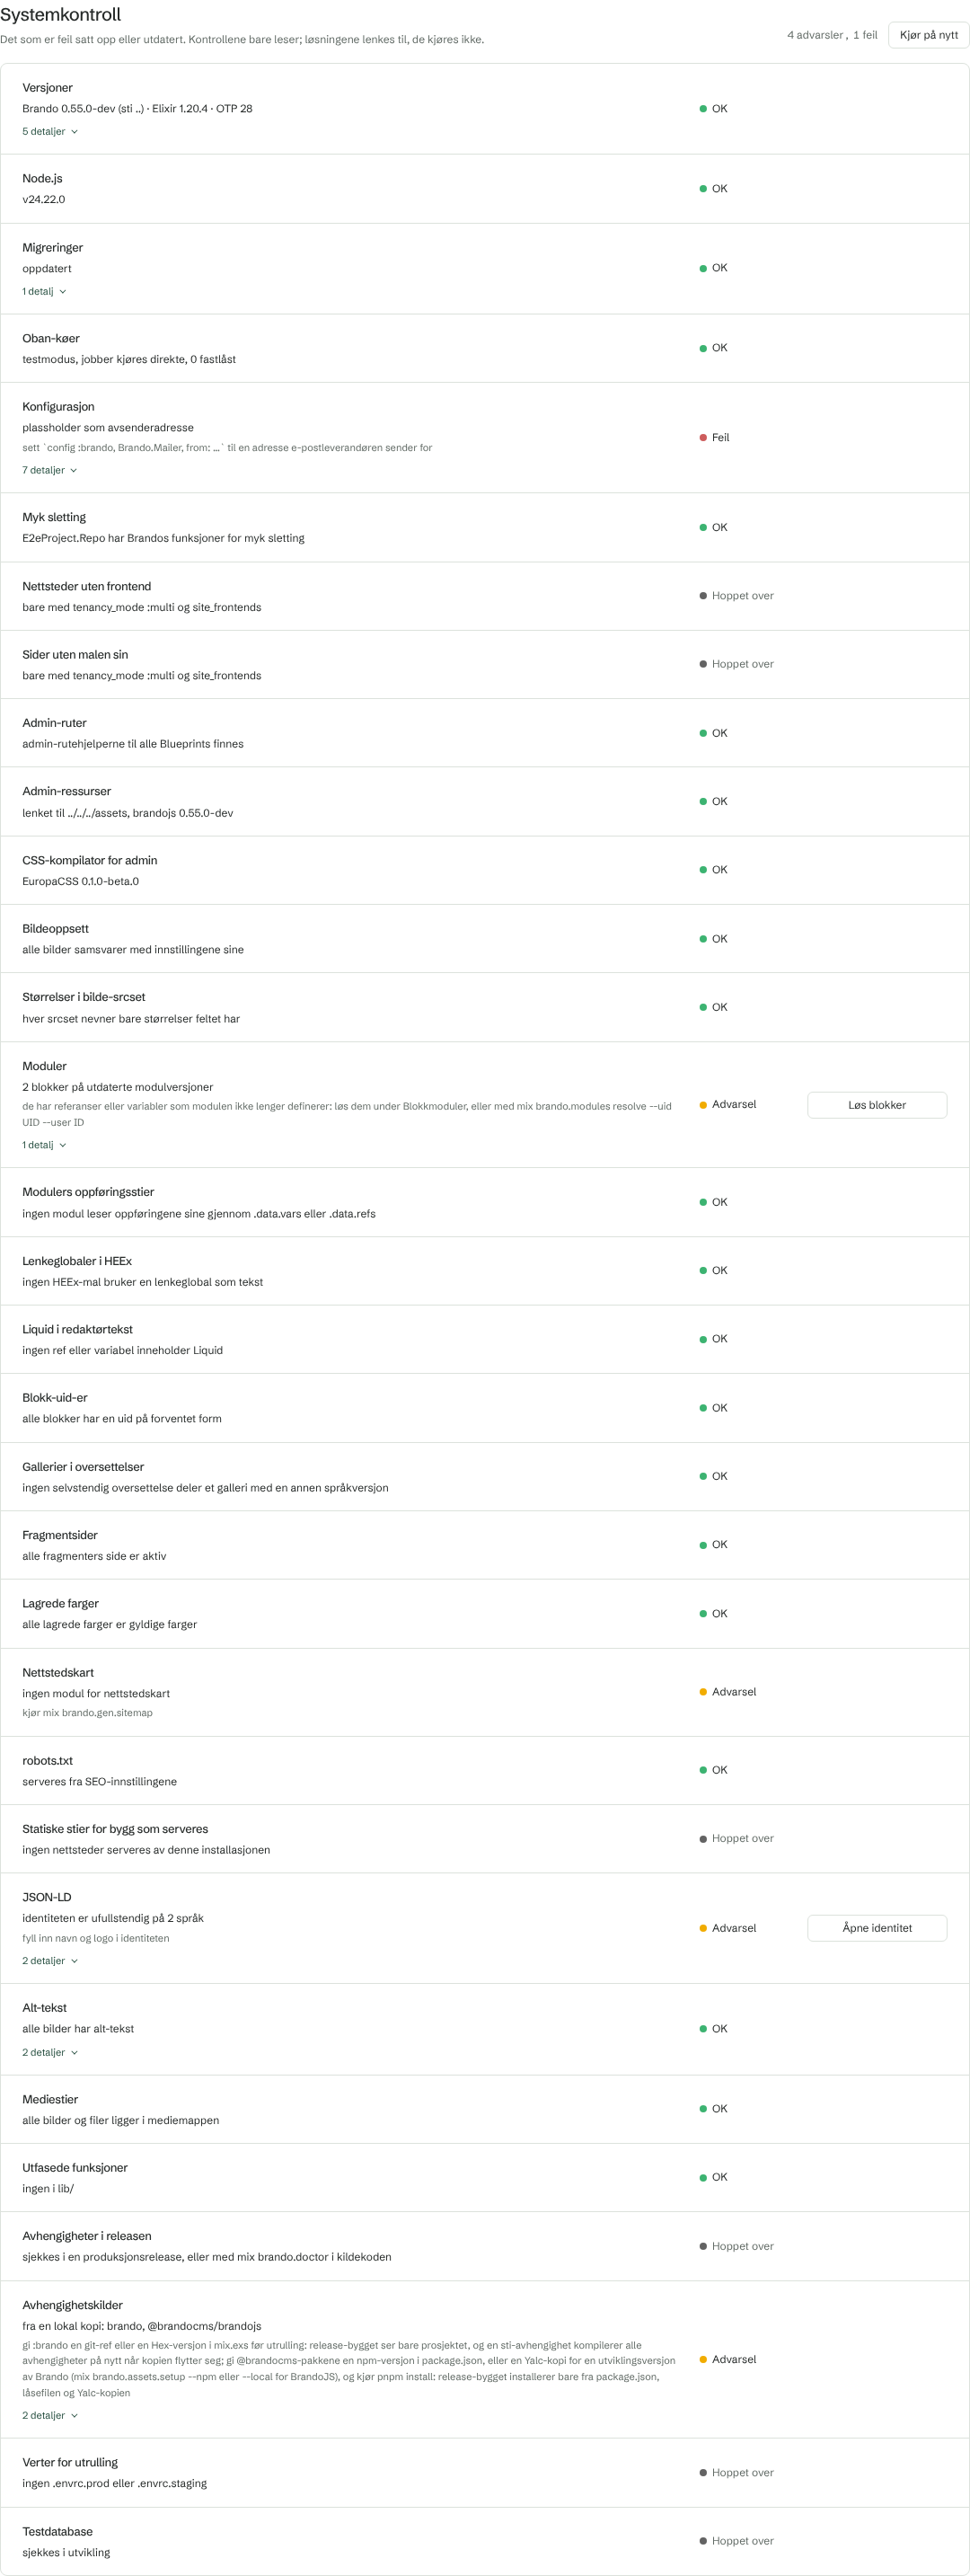 Systemkontroll
Det som er feil satt opp eller utdatert. Kontrollene bare leser; løsningene lenkes til, de kjøres ikke.
4 advarsler , 1 feil
Kjør på nytt
Versjoner
Brando 0.55.0-dev (sti ..) · Elixir 1.20.4 · OTP 28
5 detaljer
OK
Node.js
v24.22.0
OK
Migreringer
oppdatert
1 detalj
OK
Oban-køer
testmodus, jobber kjøres direkte, 0 fastlåst
OK
Konfigurasjon
plassholder som avsenderadresse
sett `config :brando, Brando.Mailer, from: ...` til en adresse e-postleverandøren sender for
7 detaljer
Feil
Myk sletting
E2eProject.Repo har Brandos funksjoner for myk sletting
OK
Nettsteder uten frontend
bare med tenancy_mode :multi og site_frontends
Hoppet over
Sider uten malen sin
bare med tenancy_mode :multi og site_frontends
Hoppet over
Admin-ruter
admin-rutehjelperne til alle Blueprints finnes
OK
Admin-ressurser
lenket til ../../../assets, brandojs 0.55.0-dev
OK
CSS-kompilator for admin
EuropaCSS 0.1.0-beta.0
OK
Bildeoppsett
alle bilder samsvarer med innstillingene sine
OK
Størrelser i bilde-srcset
hver srcset nevner bare størrelser feltet har
OK
Moduler
2 blokker på utdaterte modulversjoner
de har referanser eller variabler som modulen ikke lenger definerer: løs dem under Blokkmoduler, eller med mix brando.modules resolve --uid
UID --user ID
1 detalj
Advarsel
Løs blokker
Modulers oppføringsstier
ingen modul leser oppføringene sine gjennom .data.vars eller .data.refs
OK
Lenkeglobaler i HEEx
ingen HEEx-mal bruker en lenkeglobal som tekst
OK
Liquid i redaktørtekst
ingen ref eller variabel inneholder Liquid
OK
Blokk-uid-er
alle blokker har en uid på forventet form
OK
Gallerier i oversettelser
ingen selvstendig oversettelse deler et galleri med en annen språkversjon
OK
Fragmentsider
alle fragmenters side er aktiv
OK
Lagrede farger
alle lagrede farger er gyldige farger
OK
Nettstedskart
ingen modul for nettstedskart
kjør mix brando.gen.sitemap
Advarsel
robots.txt
serveres fra SEO-innstillingene
OK
Statiske stier for bygg som serveres
ingen nettsteder serveres av denne installasjonen
Hoppet over
JSON-LD
identiteten er ufullstendig på 2 språk
fyll inn navn og logo i identiteten
2 detaljer
Advarsel
Åpne identitet
Alt-tekst
alle bilder har alt-tekst
2 detaljer
OK
Mediestier
alle bilder og filer ligger i mediemappen
OK
Utfasede funksjoner
ingen i lib/
OK
Avhengigheter i releasen
sjekkes i en produksjonsrelease, eller med mix brando.doctor i kildekoden
Hoppet over
Avhengighetskilder
fra en lokal kopi: brando, @brandocms/brandojs
gi :brando en git-ref eller en Hex-versjon i mix.exs før utrulling: release-bygget ser bare prosjektet, og en sti-avhengighet kompilerer alle
avhengigheter på nytt når kopien flytter seg; gi @brandocms-pakkene en npm-versjon i package.json, eller en Yalc-kopi for en utviklingsversjon
av Brando (mix brando.assets.setup --npm eller --local for BrandoJS), og kjør pnpm install: release-bygget installerer bare fra package.json,
låsefilen og Yalc-kopien
2 detaljer
Advarsel
Verter for utrulling
ingen .envrc.prod eller .envrc.staging
Hoppet over
Testdatabase
sjekkes i utvikling
Hoppet over